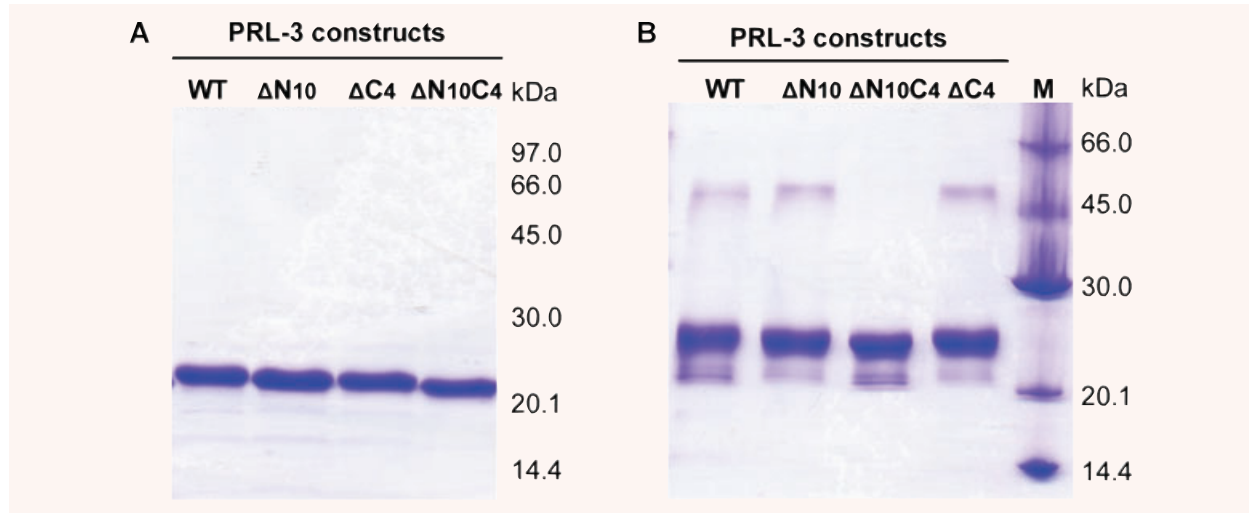 A
PRL-3 constructs
WT ΔN10 ΔC4 ΔN10C4 kDa
97.0
66.0
45.0
30.0
20.1
14.4
B
PRL-3 constructs
WT ΔN10 ΔN10C4 ΔC4 M kDa
66.0
45.0
30.0
20.1
14.4